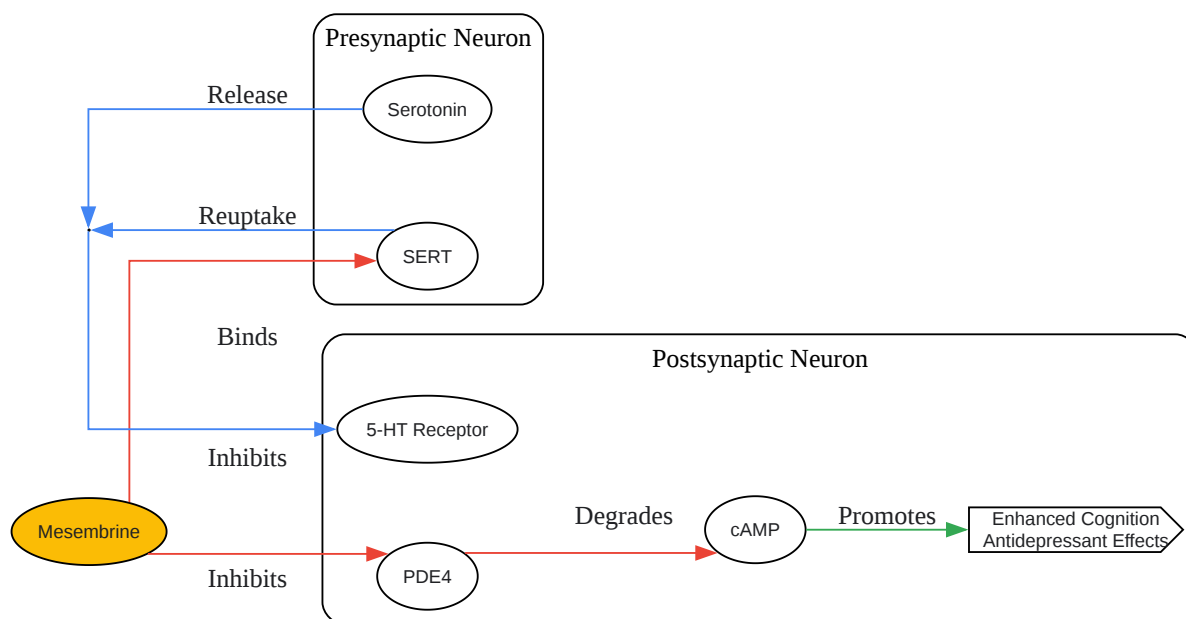 Presynaptic Neuron
Release
Serotonin
Reuptake
SERT
Binds
Postsynaptic Neuron
5-HT Receptor
Inhibits
Mesembrine
Degrades
cAMP
Promotes
Enhanced Cognition
Antidepressant Effects
Inhibits
PDE4